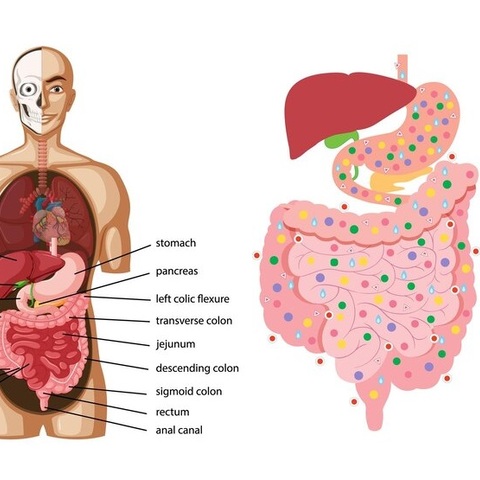 stomach
pancreas
left colic flexure
transverse colon
jejunum
descending colon
sigmoid colon
rectum
anal canal